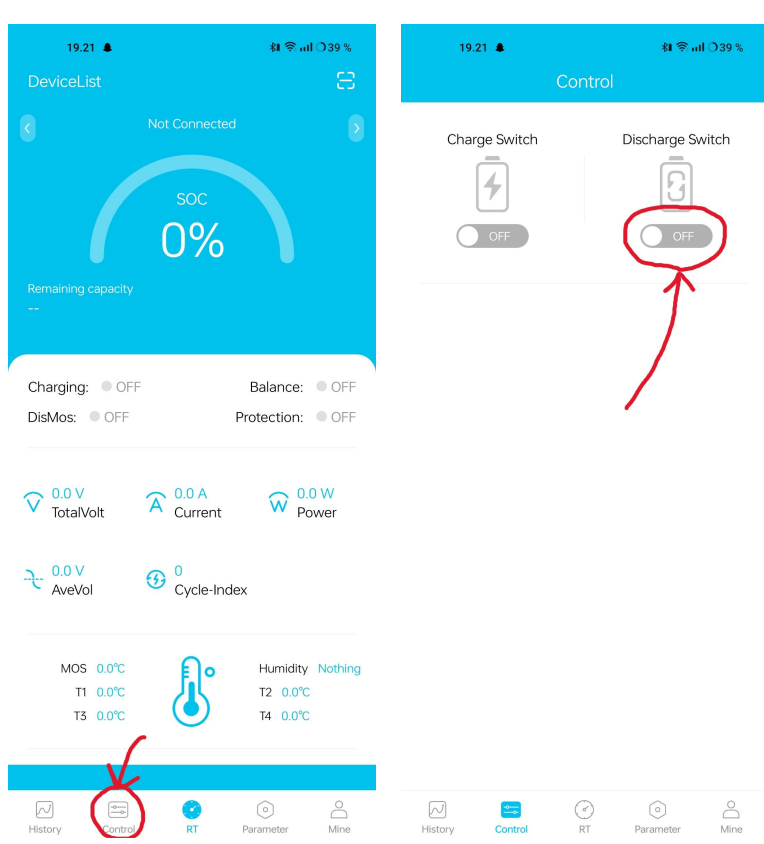 19.21 39 %
DeviceList
Not Connected
SOC
0%
Remaining capacity
--
Charging: OFF Balance: OFF
DisMos: OFF Protection: OFF
0.0 V 0.0 A 0.0 W
TotalVolt Current Power
0.0 V 0
AveVol Cycle-Index
MOS 0.0℃ Humidity Nothing
T1 0.0℃ T2 0.0℃
T3 0.0℃ T4 0.0℃
History Control RT Parameter Mine
19.21 39 %
Control
Charge Switch Discharge Switch
OFF OFF
History Control RT Parameter Mine